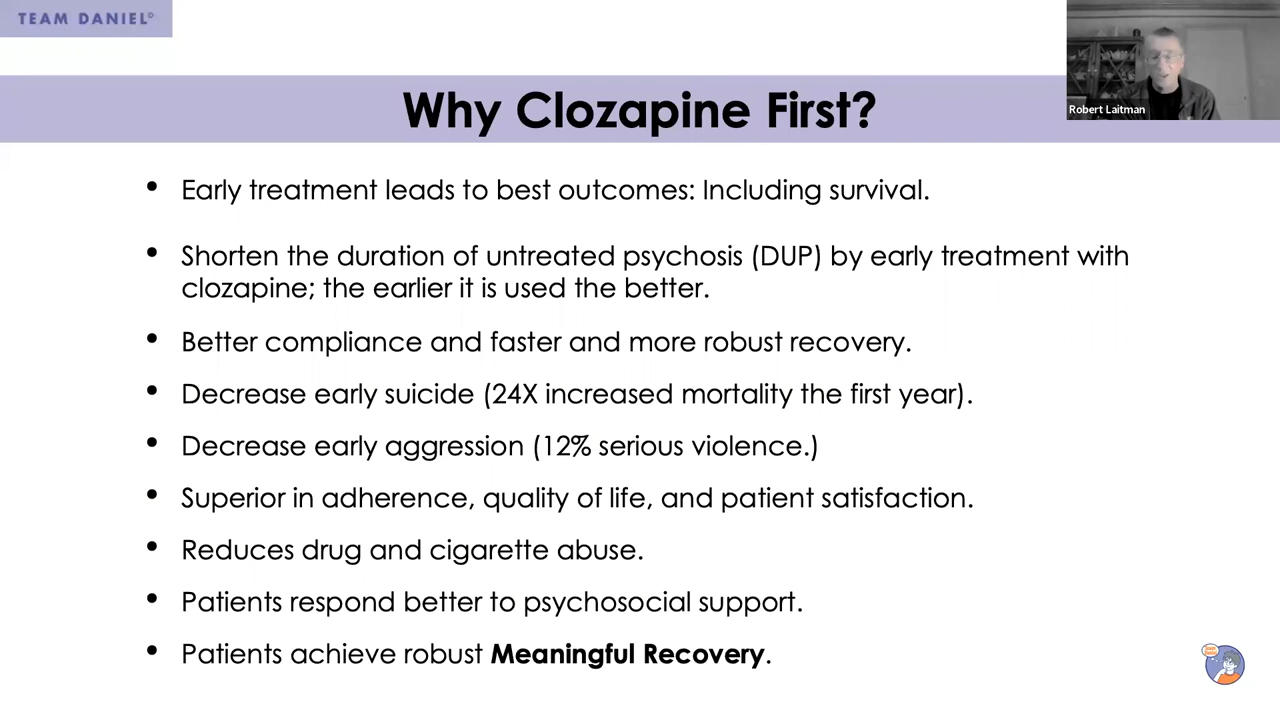 TEAM DANIEL©
Robert Laitman
Why Clozapine First?
• Early treatment leads to best outcomes: Including survival.
• Shorten the duration of untreated psychosis (DUP) by early treatment with
clozapine; the earlier it is used the better.
• Better compliance and faster and more robust recovery.
• Decrease early suicide (24X increased mortality the first year).
• Decrease early aggression (12% serious violence.)
• Superior in adherence, quality of life, and patient satisfaction.
• Reduces drug and cigarette abuse.
• Patients respond better to psychosocial support.
• Patients achieve robust Meaningful Recovery.